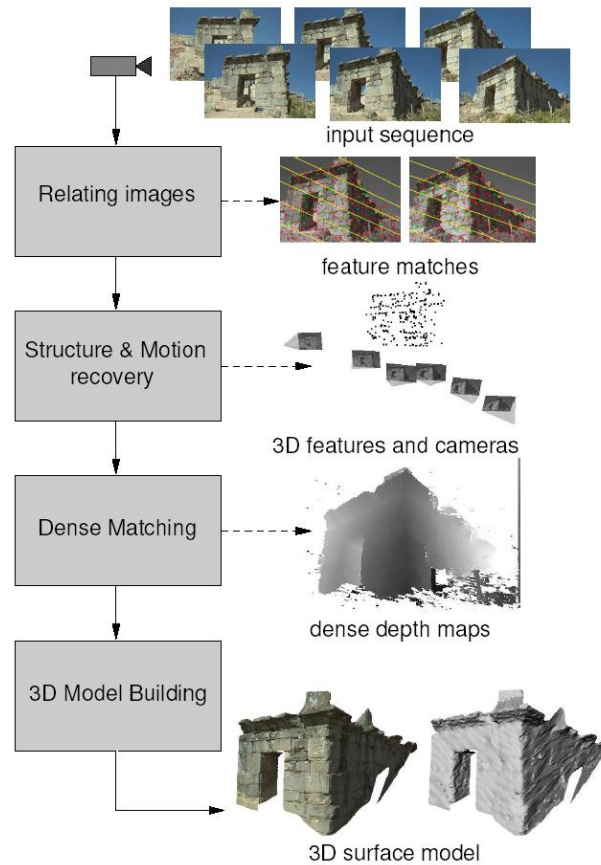 input sequence
Relating images
feature matches
Structure & Motion
recovery
3D features and cameras
Dense Matching
dense depth maps
3D Model Building
3D surface model